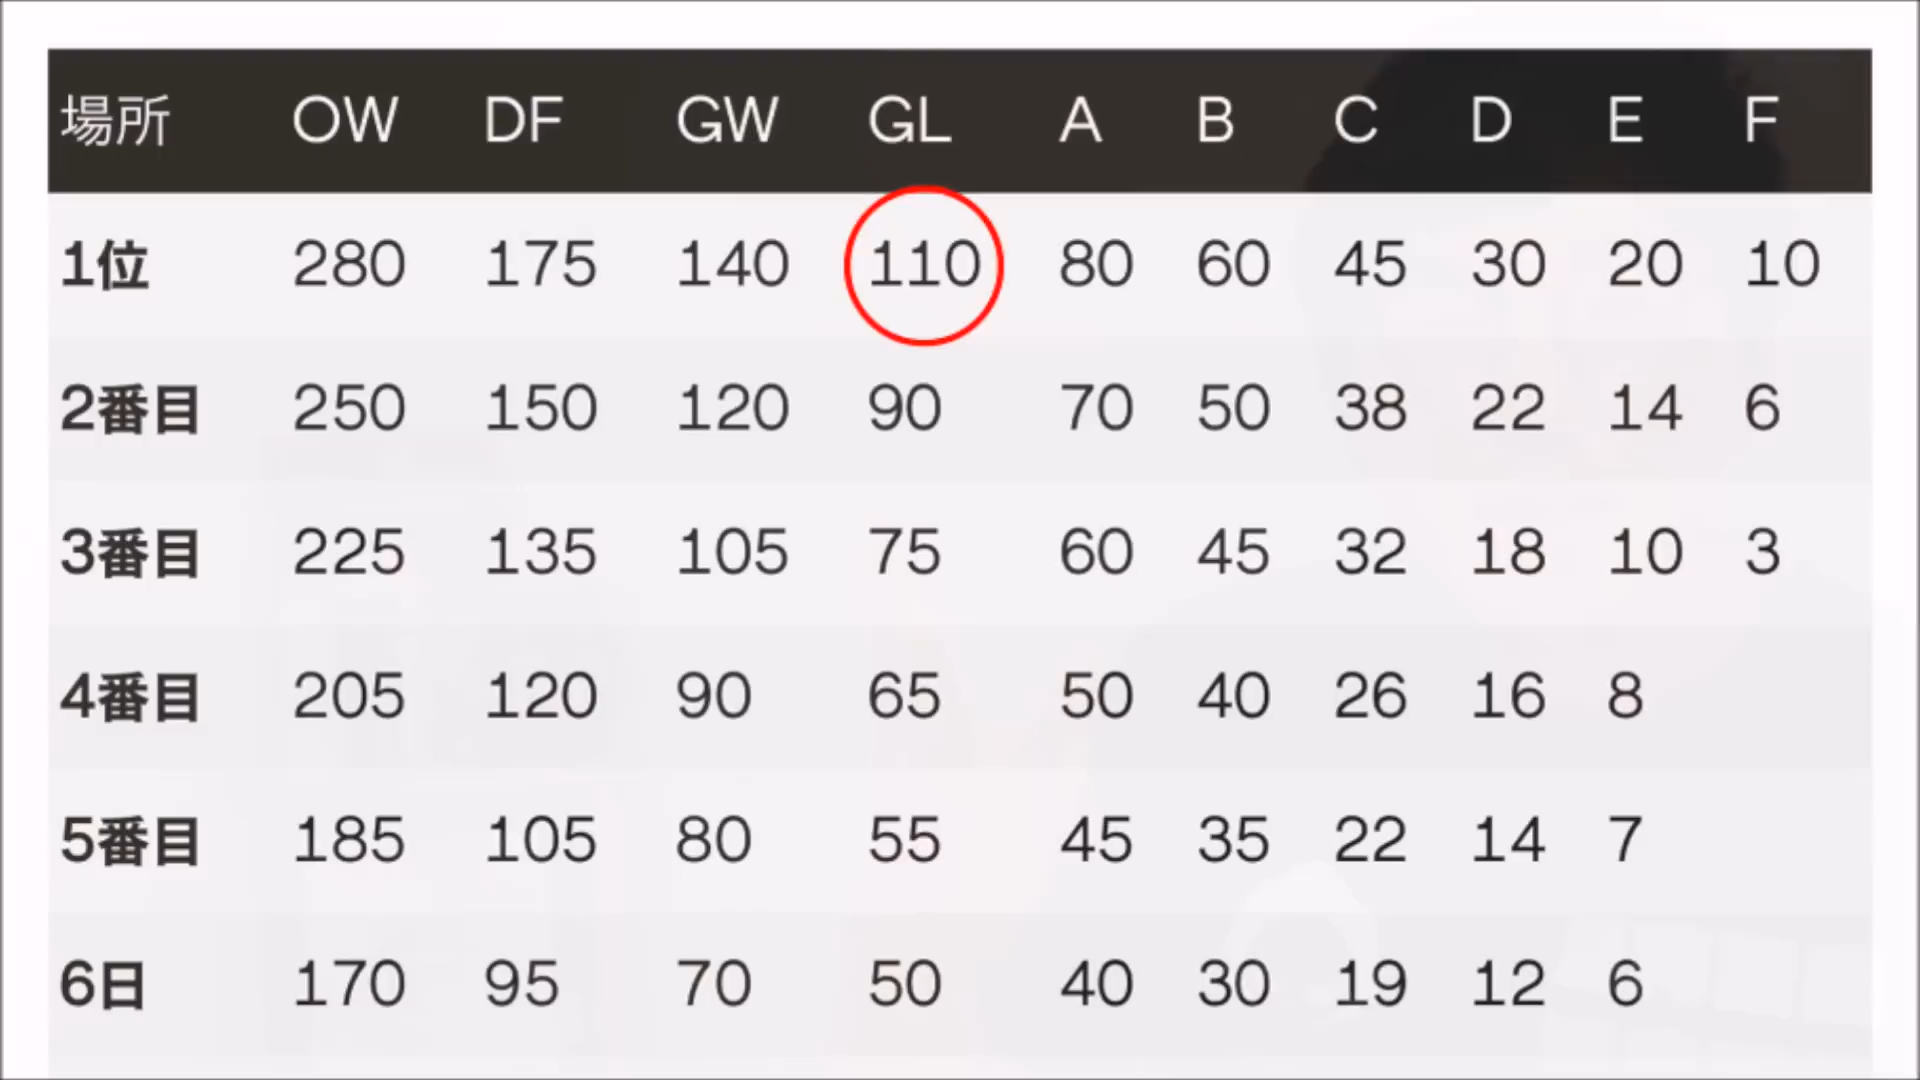 場所 OW DF GW GL A B C D E F
1位 280 175 140 110 80 60 45 30 20 10
2番目 250 150 120 90 70 50 38 22 14 6
3番目 225 135 105 75 60 45 32 18 10 3
4番目 205 120 90 65 50 40 26 16 8
5番目 185 105 80 55 45 35 22 14 7
6日 170 95 70 50 40 30 19 12 6